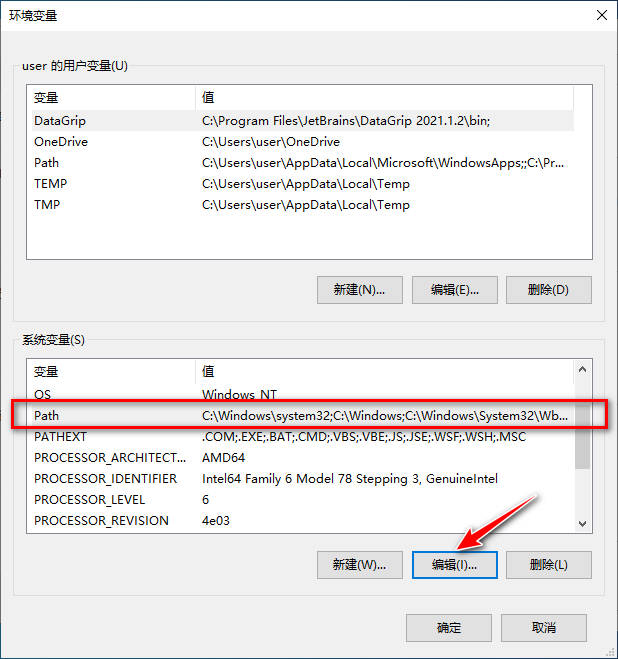 环境变量
user 的用户变量(U)
变量 值
DataGrip C:\Program Files\JetBrains\DataGrip 2021.1.2\bin;
OneDrive C:\Users\user\OneDrive
Path C:\Users\user\AppData\Local\Microsoft\WindowsApps;;C:\Pr...
TEMP C:\Users\user\AppData\Local\Temp
TMP C:\Users\user\AppData\Local\Temp
新建(N)... 编辑(E)... 删除(D)
系统变量(S)
变量 值
OS Windows_NT
Path C:\Windows\system32;C:\Windows;C:\Windows\System32\Wb...
PATHEXT .COM;.EXE;.BAT;.CMD;.VBS;.VBE;.JS;.JSE;.WSF;.WSH;.MSC
PROCESSOR_ARCHITECT... AMD64
PROCESSOR_IDENTIFIER Intel64 Family 6 Model 78 Stepping 3, GenuineIntel
PROCESSOR_LEVEL 6
PROCESSOR_REVISION 4e03
新建(W)... 编辑(I)... 删除(L)
确定 取消